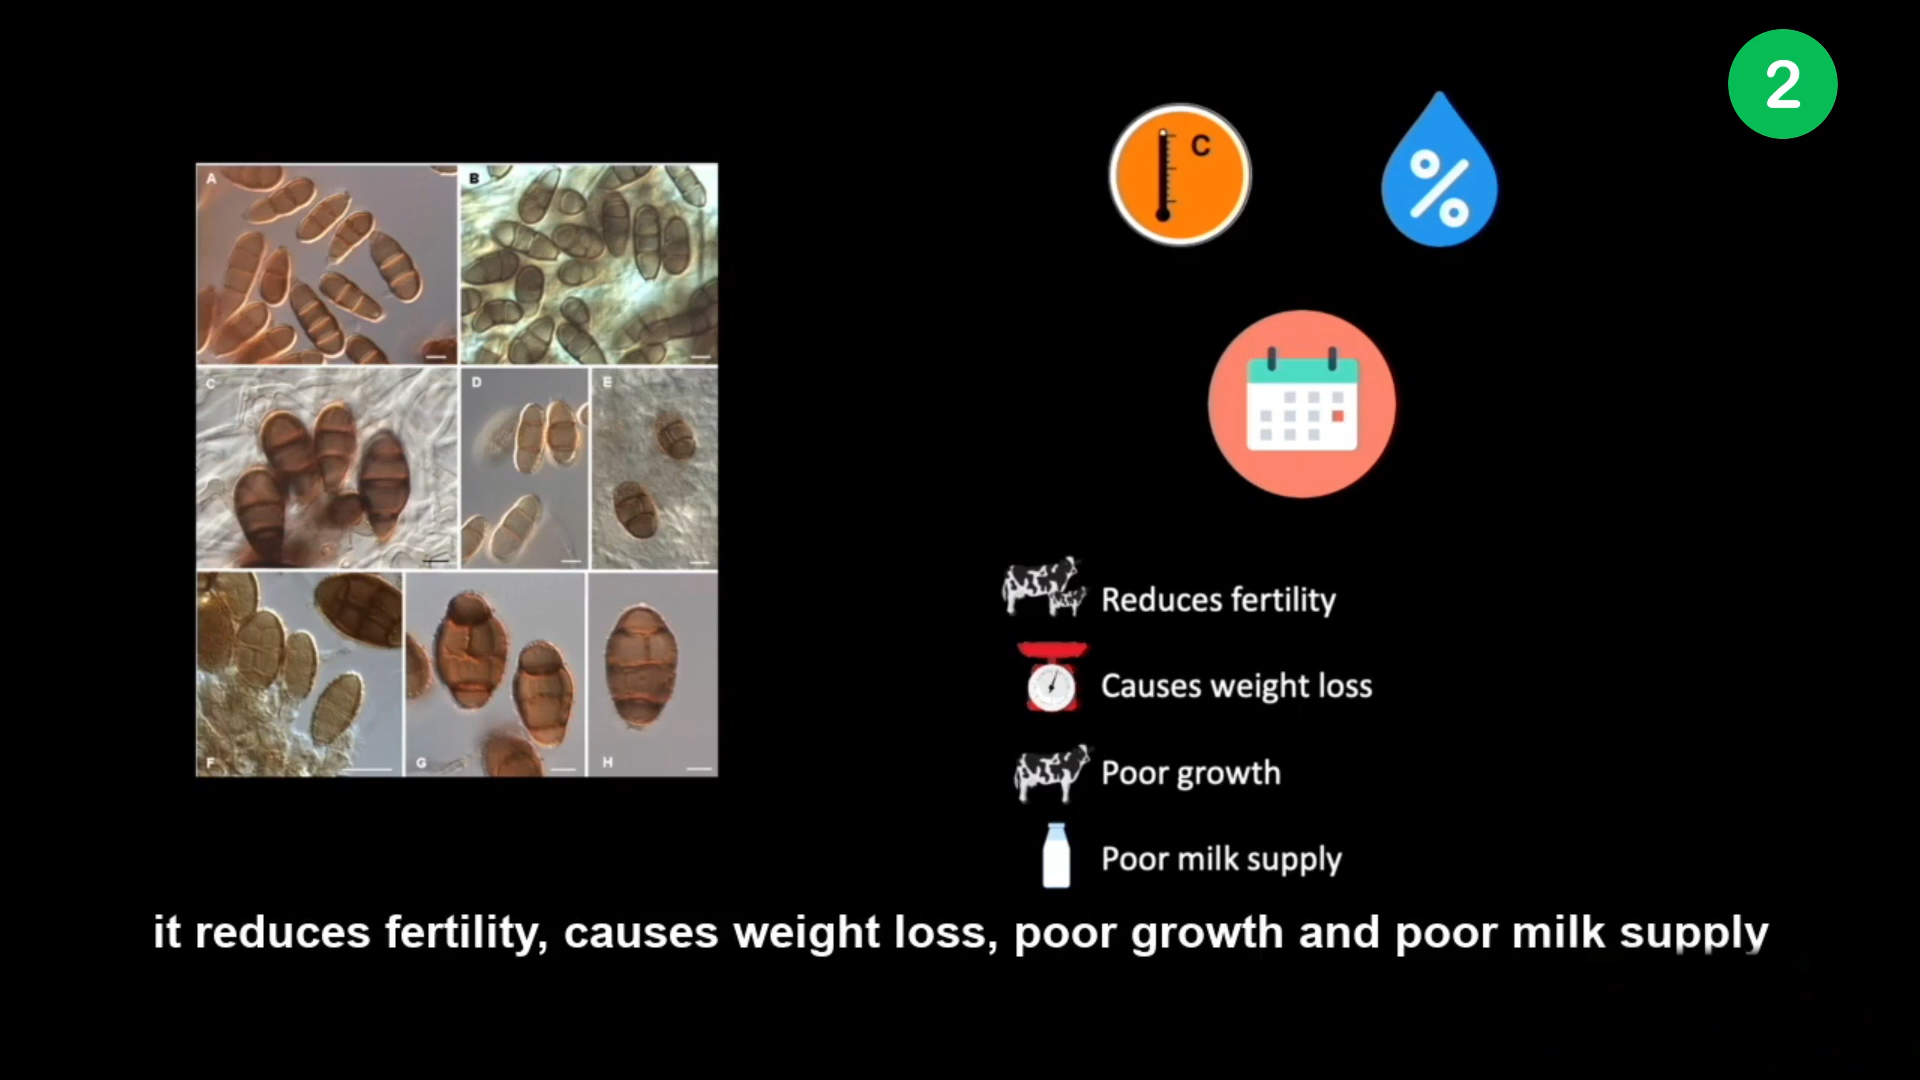 2
C
%
A
B
C
D
E
F
G
H
Reduces fertility
Causes weight loss
Poor growth
Poor milk supply
it reduces fertility, causes weight loss, poor growth and poor milk supply